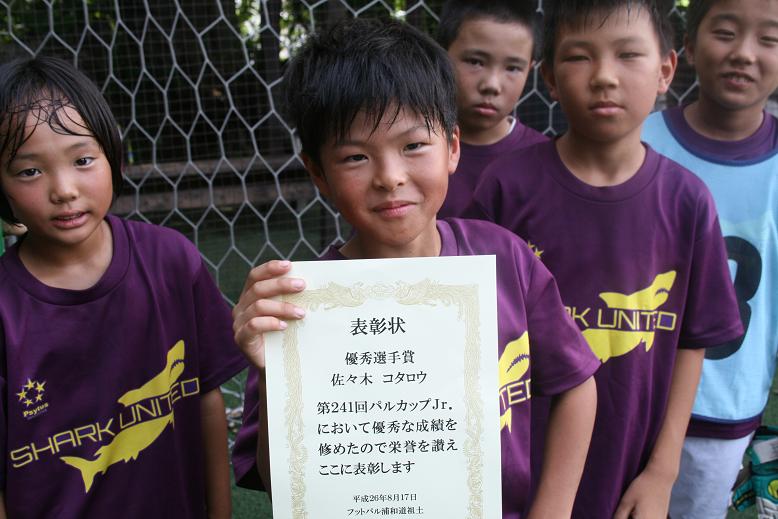 表彰状
優秀選手賞
佐々木 コタロウ
第241回パルカップJr.
において優秀な成績を
修めたので栄誉を讃え
ここに表彰します
平成26年8月17日
フットパル浦和道祖土
Psytos
SHARK UNITED
SHARK UNITED